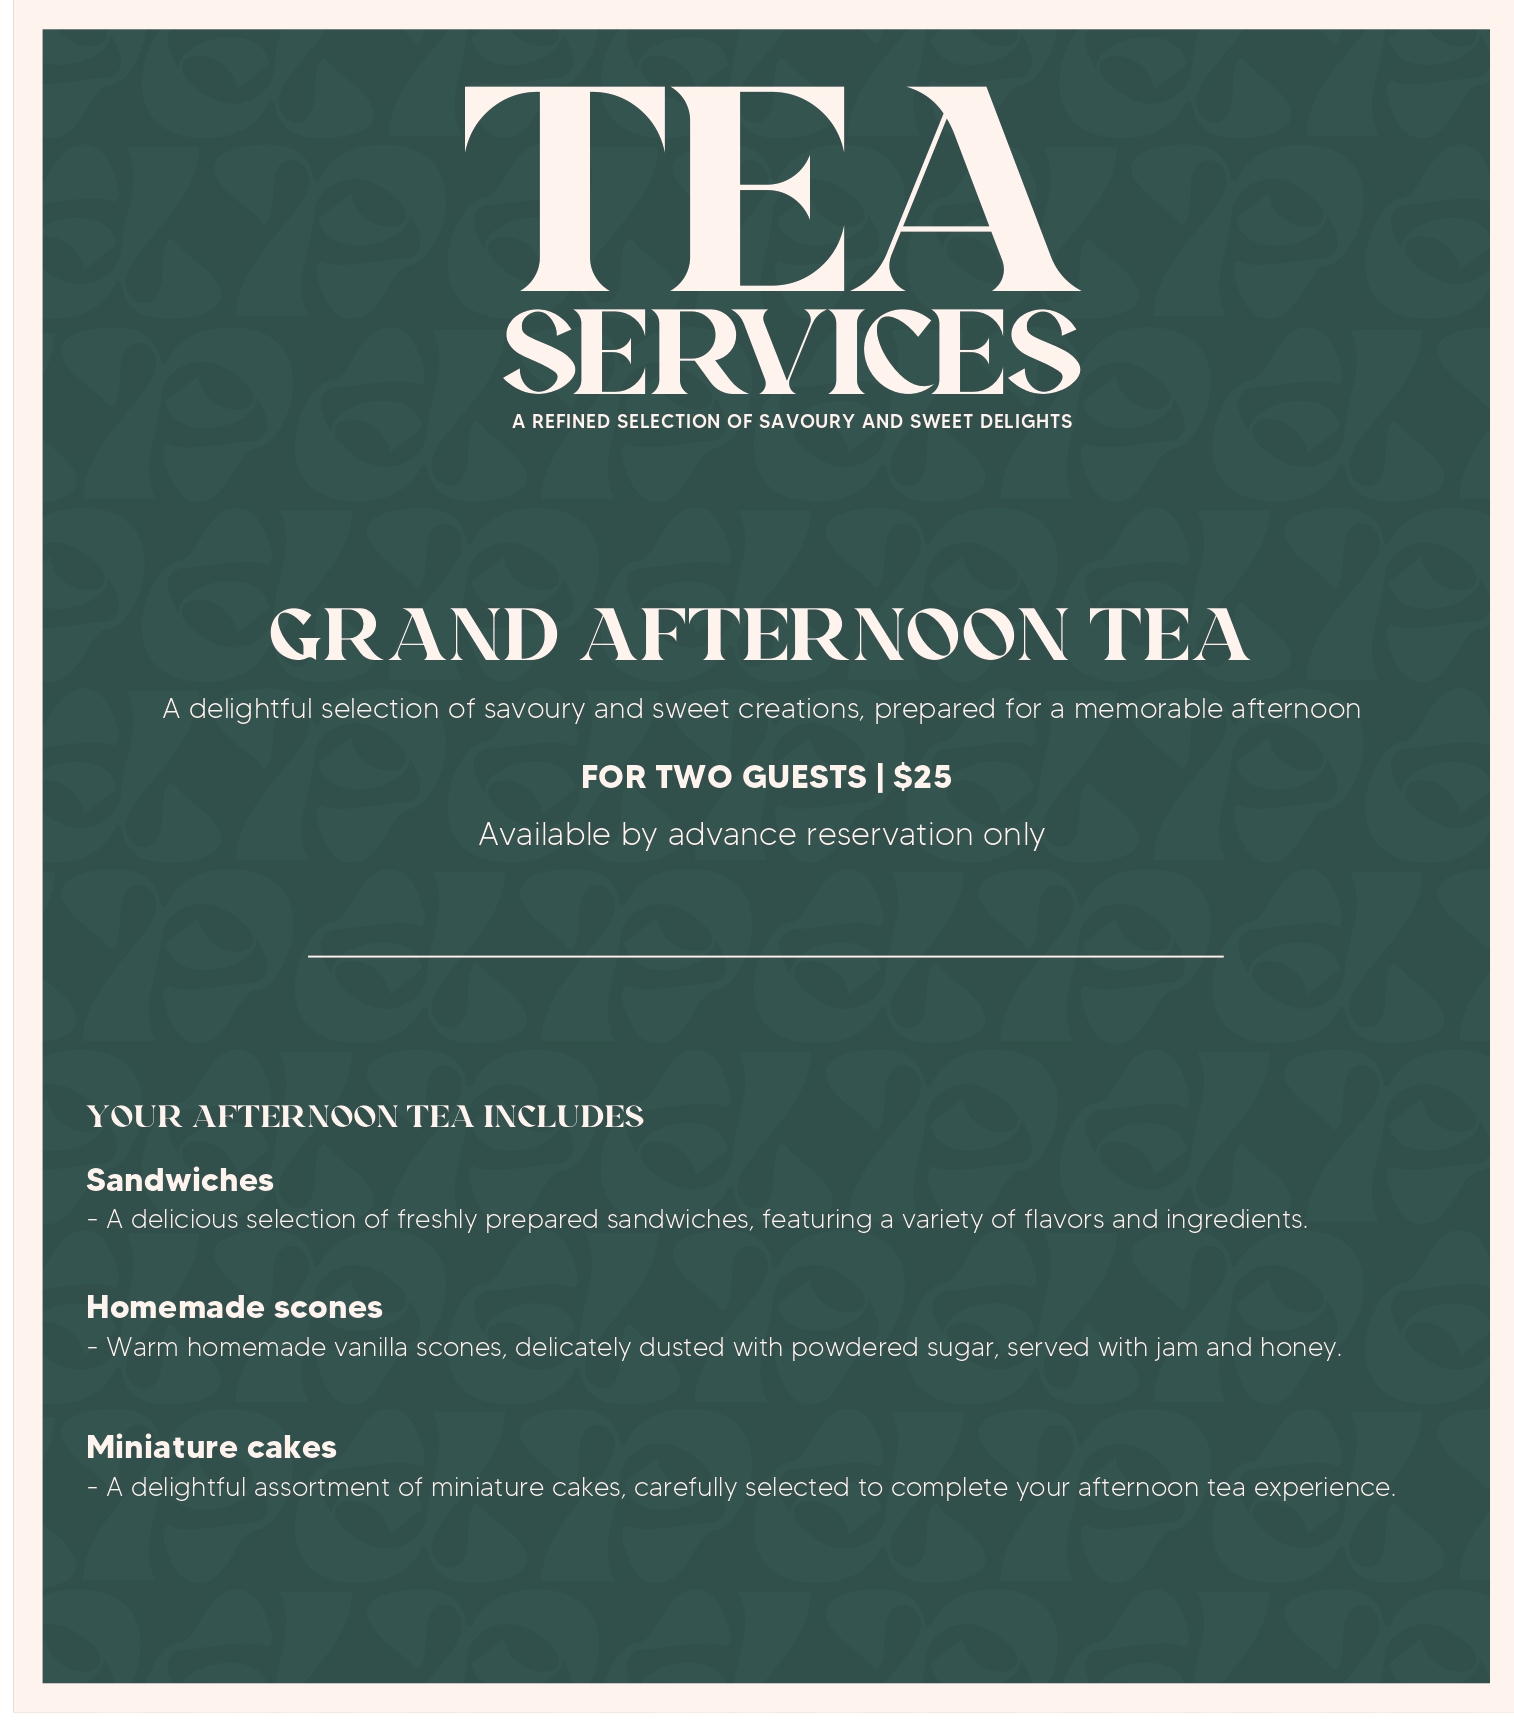 TEA
SERVICES
A REFINED SELECTION OF SAVOURY AND SWEET DELIGHTS
GRAND AFTERNOON TEA
A delightful selection of savoury and sweet creations, prepared for a memorable afternoon
FOR TWO GUESTS | $25
Available by advance reservation only
YOUR AFTERNOON TEA INCLUDES
Sandwiches
- A delicious selection of freshly prepared sandwiches, featuring a variety of flavors and ingredients.
Homemade scones
- Warm homemade vanilla scones, delicately dusted with powdered sugar, served with jam and honey.
Miniature cakes
- A delightful assortment of miniature cakes, carefully selected to complete your afternoon tea experience.